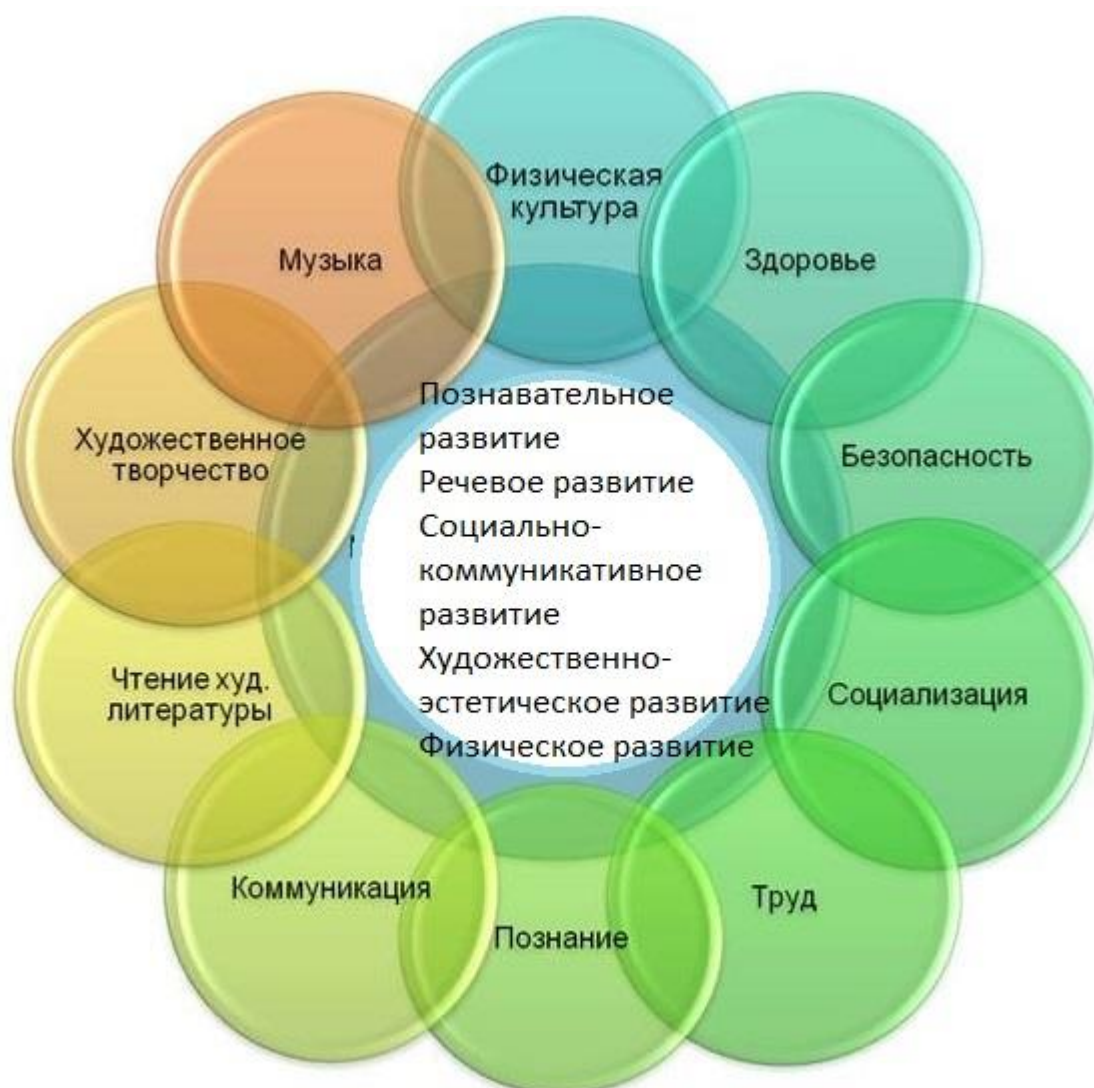 Физическая
культура
Здоровье
Безопасность
Социализация
Труд
Познание
Коммуникация
Чтение худ.
литературы
Художественное
творчество
Музыка
Познавательное
развитие
Речевое развитие
Социально-
коммуникативное
развитие
Художественно-
эстетическое развитие
Физическое развитие